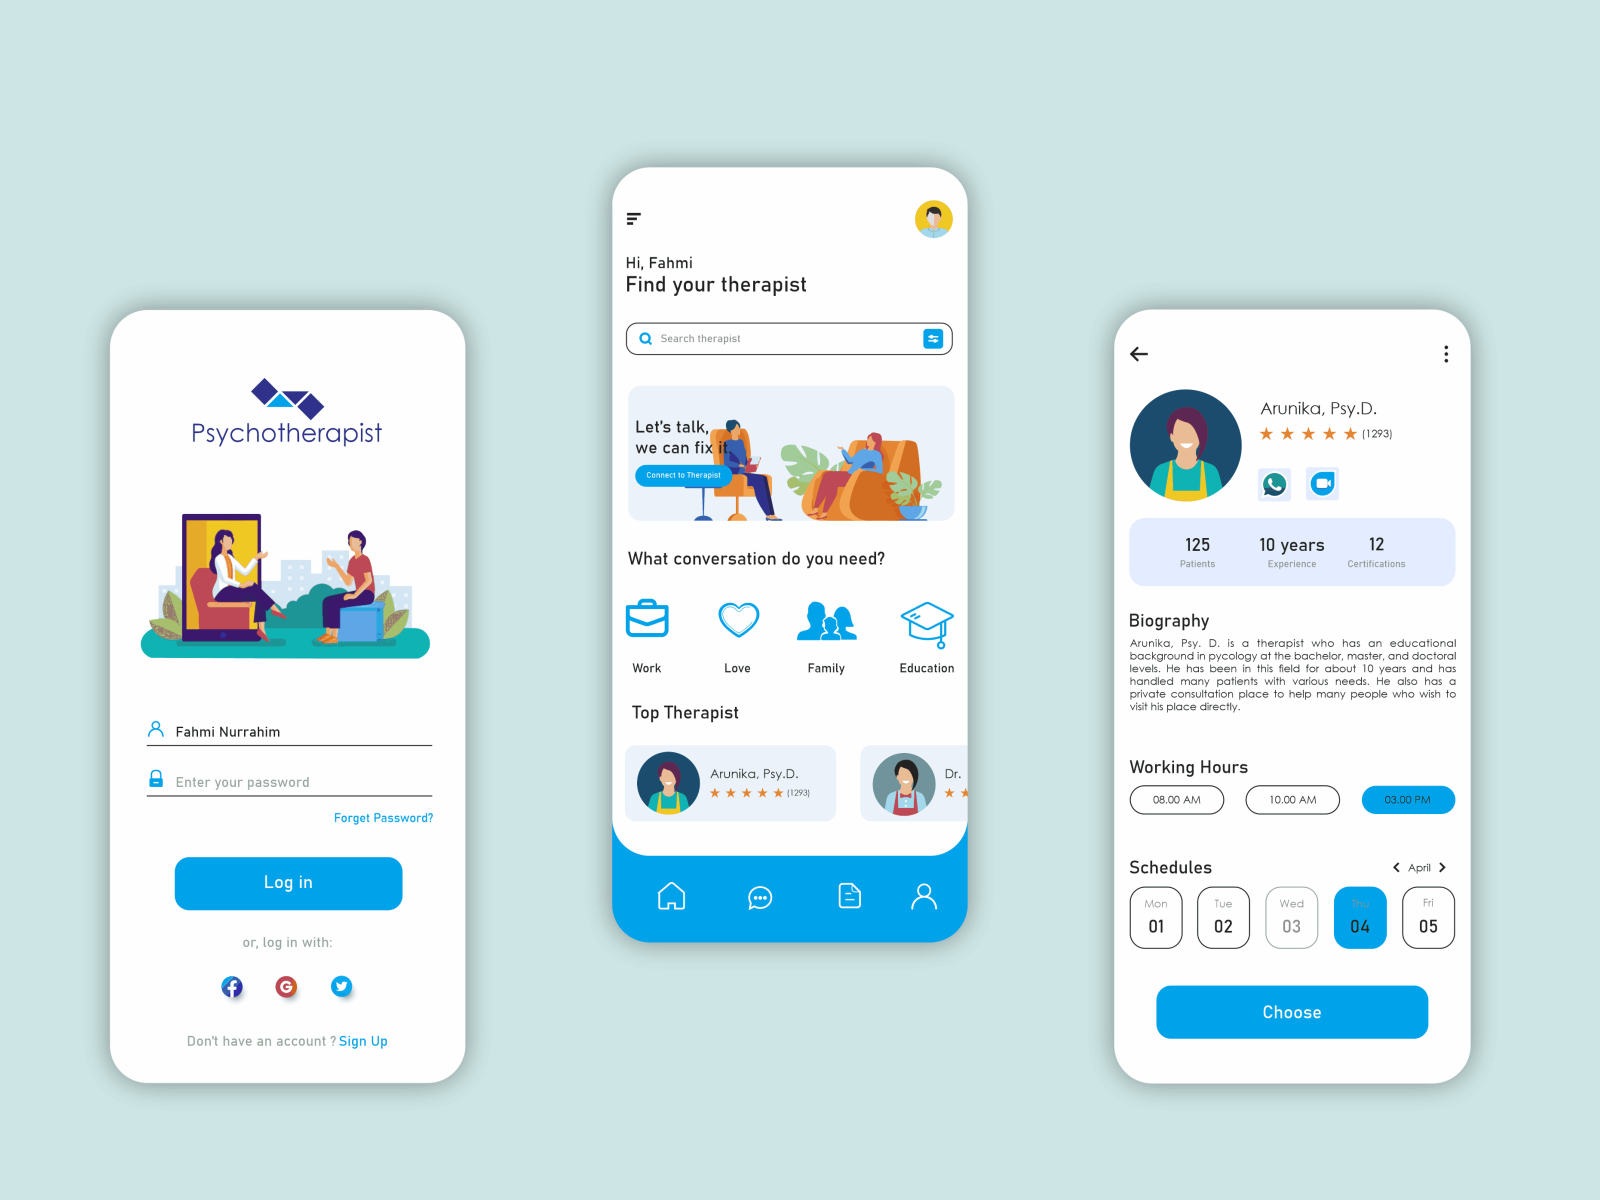 Psychotherapist
Fahmi Nurrahim
Enter your password
Forget Password?
Log in
or, log in with:
Don't have an account ? Sign Up
Hi, Fahmi
Find your therapist
Search therapist
Let's talk,
we can fix it.
Connect to Therapist
What conversation do you need?
Work
Love
Family
Education
Top Therapist
Arunika, Psy.D.
(1293)
Dr.
Arunika, Psy.D.
(1293)
125
Patients
10 years
Experience
12
Certifications
Biography
Arunika, Psy. D. is a therapist who has an educational
background in pycology at the bachelor, master, and doctoral
levels. He has been in this field for about 10 years and has
handled many patients with various needs. He also has a
private consultation place to help many people who wish to
visit his place directly.
Working Hours
08.00 AM
10.00 AM
03.00 PM
Schedules
April
Mon
01
Tue
02
Wed
03
Thu
04
Fri
05
Choose